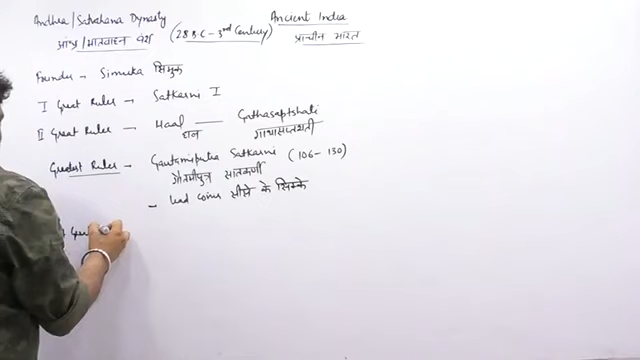 Andhra/Satvahana Dynasty (28 B.C - 3rd Century) Ancient India
आंध्र/सातवाहन वंश प्राचीन भारत
Founder - Simuka सिमुक
I Great Ruler - Satkarni I
II Great Ruler - Haal — Gathasaptshati
हाल गाथासप्तशती
Greatest Ruler - Gautamiputra Satkarni (106-130)
गौतमीपुत्र सातकर्णी
- lead coins सीसे के सिक्के